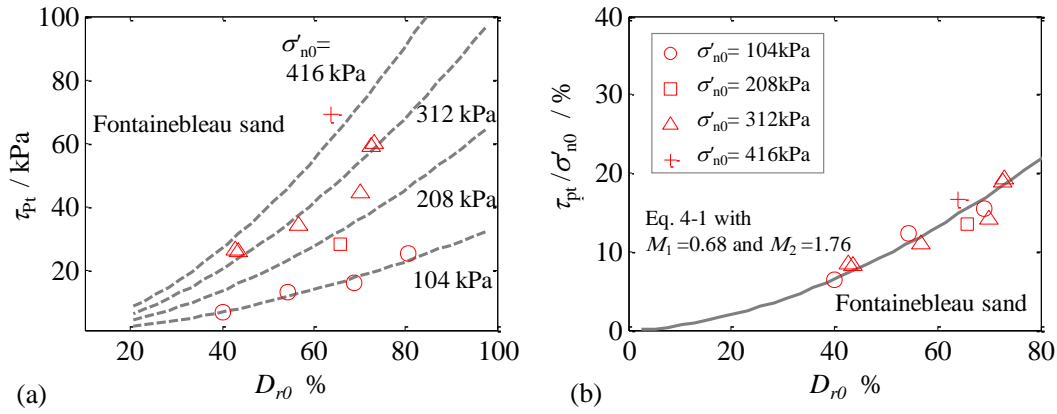 100
80
60
40
20
τPt / kPa
σ'n0=
416 kPa
312 kPa
208 kPa
104 kPa
Fontainebleau sand
20
40
60
80
100
Dr0 %
(a)
40
30
20
10
0
τpt/σ'n0 / %
σ'n0= 104kPa
σ'n0= 208kPa
σ'n0= 312kPa
σ'n0= 416kPa
Eq. 4-1 with
M1=0.68 and M2=1.76
Fontainebleau sand
0
20
40
60
80
Dr0 %
(b)